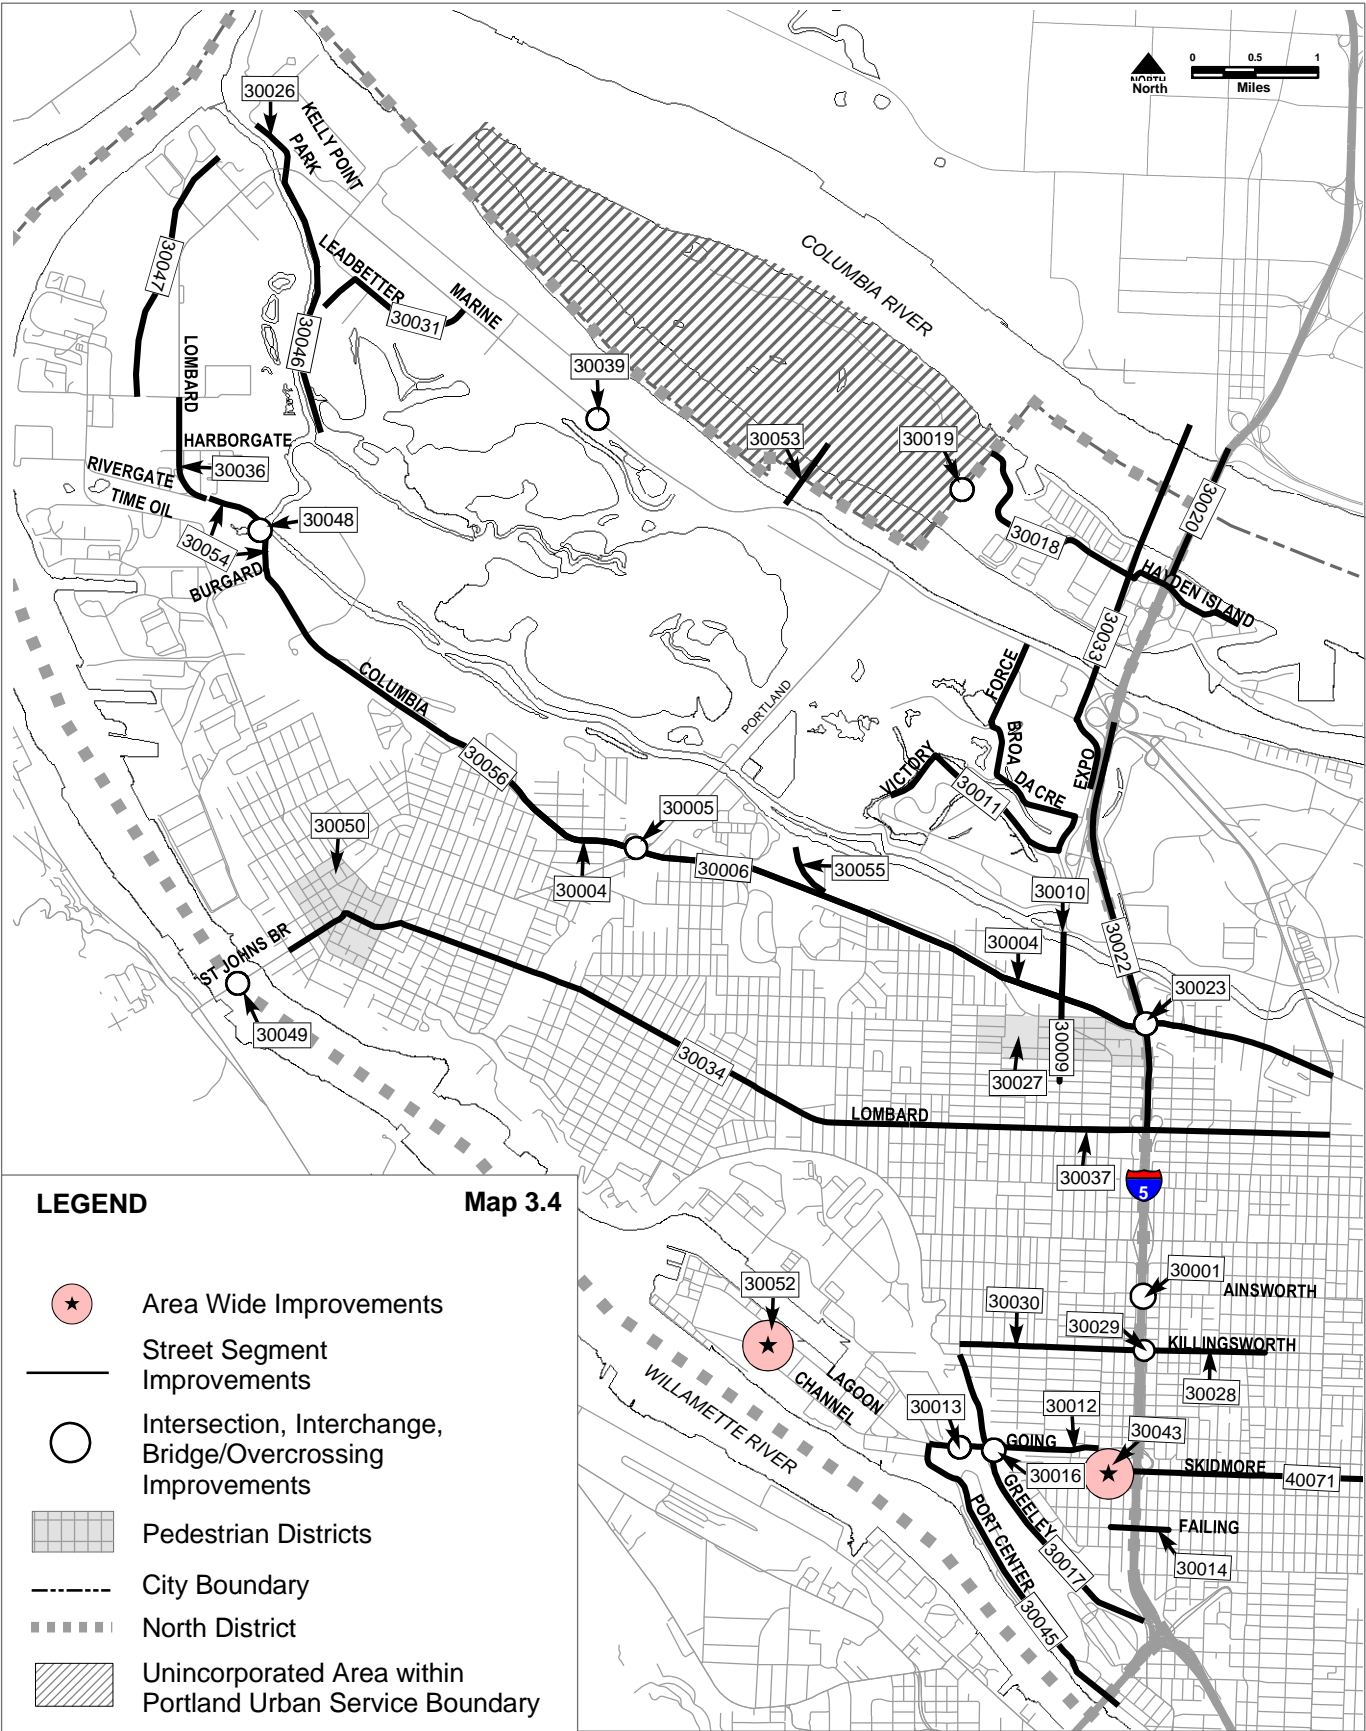 0 0.5 1
NORTH
North
Miles
30026
KELLY POINT
PARK
COLUMBIA RIVER
30047
LEADBETTER
MARINE
30031
30046
LOMBARD
30039
HARBORGATE
30036
RIVERGATE
TIME OIL
30054
30048
BURGARD
30053
30019
30018
30020
HAYDEN ISLAND
30033
COLUMBIA
30056
PORTLAND
FORCE
BROA
DACRE
EXPO
VICTORY
30011
30050
30005
30004
30006
30055
30010
30004
30022
30023
ST JOHNS BR
30049
30034
30009
30027
LOMBARD
30037
5
30052
30001
AINSWORTH
30030
30029
KILLINGSWORTH
30028
LAGOON
CHANNEL
WILLAMETTE RIVER
30013
30012
GOING
30043
30016
SKIDMORE
40071
GREELEY
PORT CENTER
30017
FAILING
30014
30045
LEGEND
Map 3.4
Area Wide Improvements
Street Segment
Improvements
Intersection, Interchange,
Bridge/Overcrossing
Improvements
Pedestrian Districts
City Boundary
North District
Unincorporated Area within
Portland Urban Service Boundary